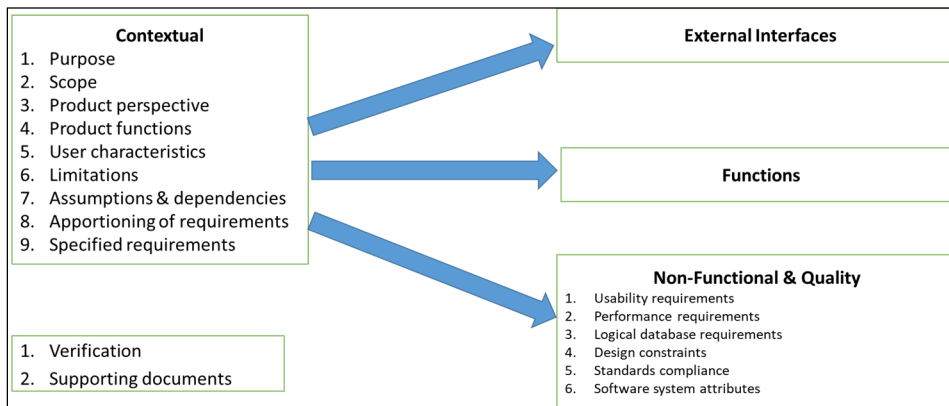 Contextual
1. Purpose
2. Scope
3. Product perspective
4. Product functions
5. User characteristics
6. Limitations
7. Assumptions & dependencies
8. Apportioning of requirements
9. Specified requirements
1. Verification
2. Supporting documents
External Interfaces
Functions
Non-Functional & Quality
1. Usability requirements
2. Performance requirements
3. Logical database requirements
4. Design constraints
5. Standards compliance
6. Software system attributes